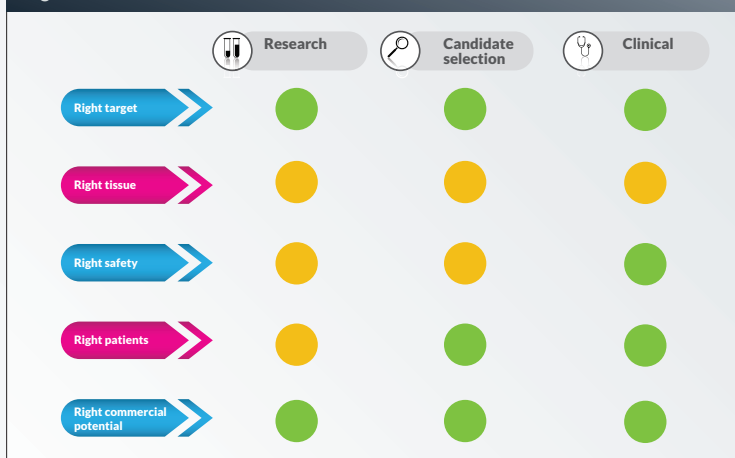 Research
Candidate
selection
Clinical
Right target
Right tissue
Right safety
Right patients
Right commercial
potential